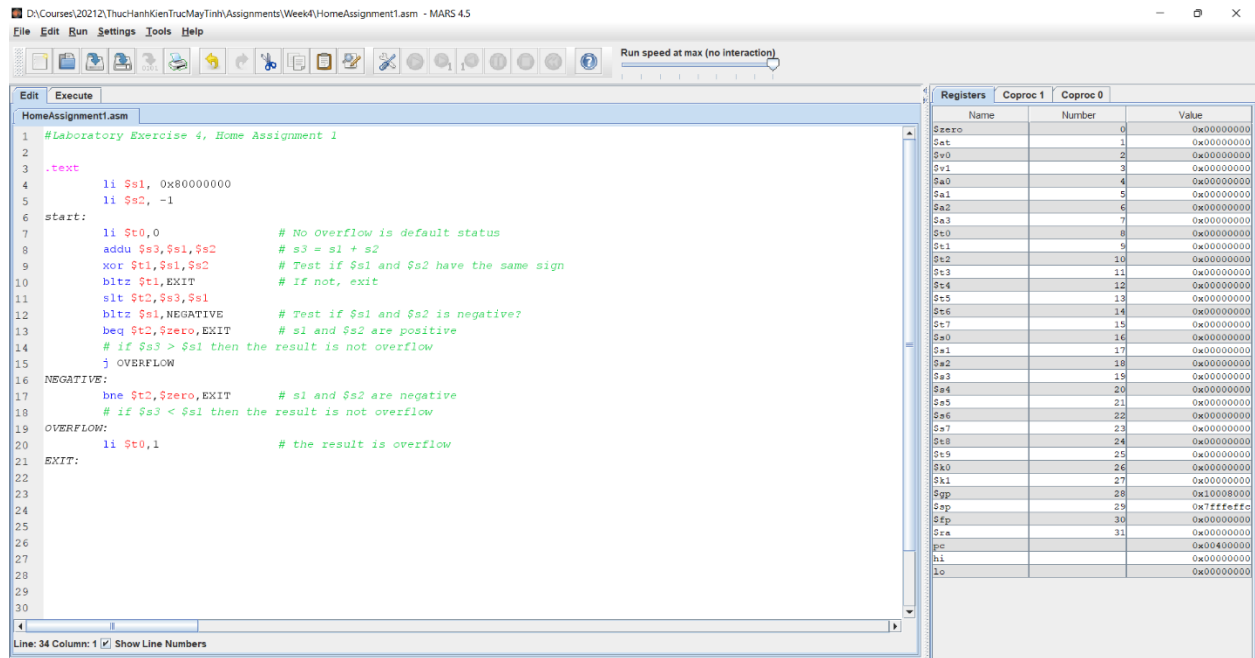 D:\Courses\20212\ThucHanhKienTrucMayTinh\Assignments\Week4\HomeAssignment1.asm - MARS 4.5
File Edit Run Settings Tools Help
Run speed at max (no interaction)
Edit Execute
HomeAssignment1.asm
1 #Laboratory Exercise 4, Home Assignment 1
2
3 .text
4 li $s1, 0x80000000
5 li $s2, -1
6 start:
7 li $t0,0 # No Overflow is default status
8 addu $s3,$s1,$s2 # s3 = s1 + s2
9 xor $t1,$s1,$s2 # Test if $s1 and $s2 have the same sign
10 bltz $t1,EXIT # If not, exit
11 slt $t2,$s3,$s1
12 bltz $s1,NEGATIVE # Test if $s1 and $s2 is negative?
13 beq $t2,$zero,EXIT # s1 and $s2 are positive
14 # if $s3 > $s1 then the result is not overflow
15 j OVERFLOW
16 NEGATIVE:
17 bne $t2,$zero,EXIT # s1 and $s2 are negative
18 # if $s3 < $s1 then the result is not overflow
19 OVERFLOW:
20 li $t0,1 # the result is overflow
21 EXIT:
22
23
24
25
26
27
28
29
30
Line: 34 Column: 1 Show Line Numbers
Registers Coproc 1 Coproc 0
Name Number Value
$zero 0 0x00000000
$at 1 0x00000000
$v0 2 0x00000000
$v1 3 0x00000000
$a0 4 0x00000000
$a1 5 0x00000000
$a2 6 0x00000000
$a3 7 0x00000000
$t0 8 0x00000000
$t1 9 0x00000000
$t2 10 0x00000000
$t3 11 0x00000000
$t4 12 0x00000000
$t5 13 0x00000000
$t6 14 0x00000000
$t7 15 0x00000000
$s0 16 0x00000000
$s1 17 0x00000000
$s2 18 0x00000000
$s3 19 0x00000000
$s4 20 0x00000000
$s5 21 0x00000000
$s6 22 0x00000000
$s7 23 0x00000000
$t8 24 0x00000000
$t9 25 0x00000000
$k0 26 0x00000000
$k1 27 0x00000000
$gp 28 0x10008000
$sp 29 0x7fffeffc
$fp 30 0x00000000
$ra 31 0x00000000
pc 0x00400000
hi 0x00000000
lo 0x00000000